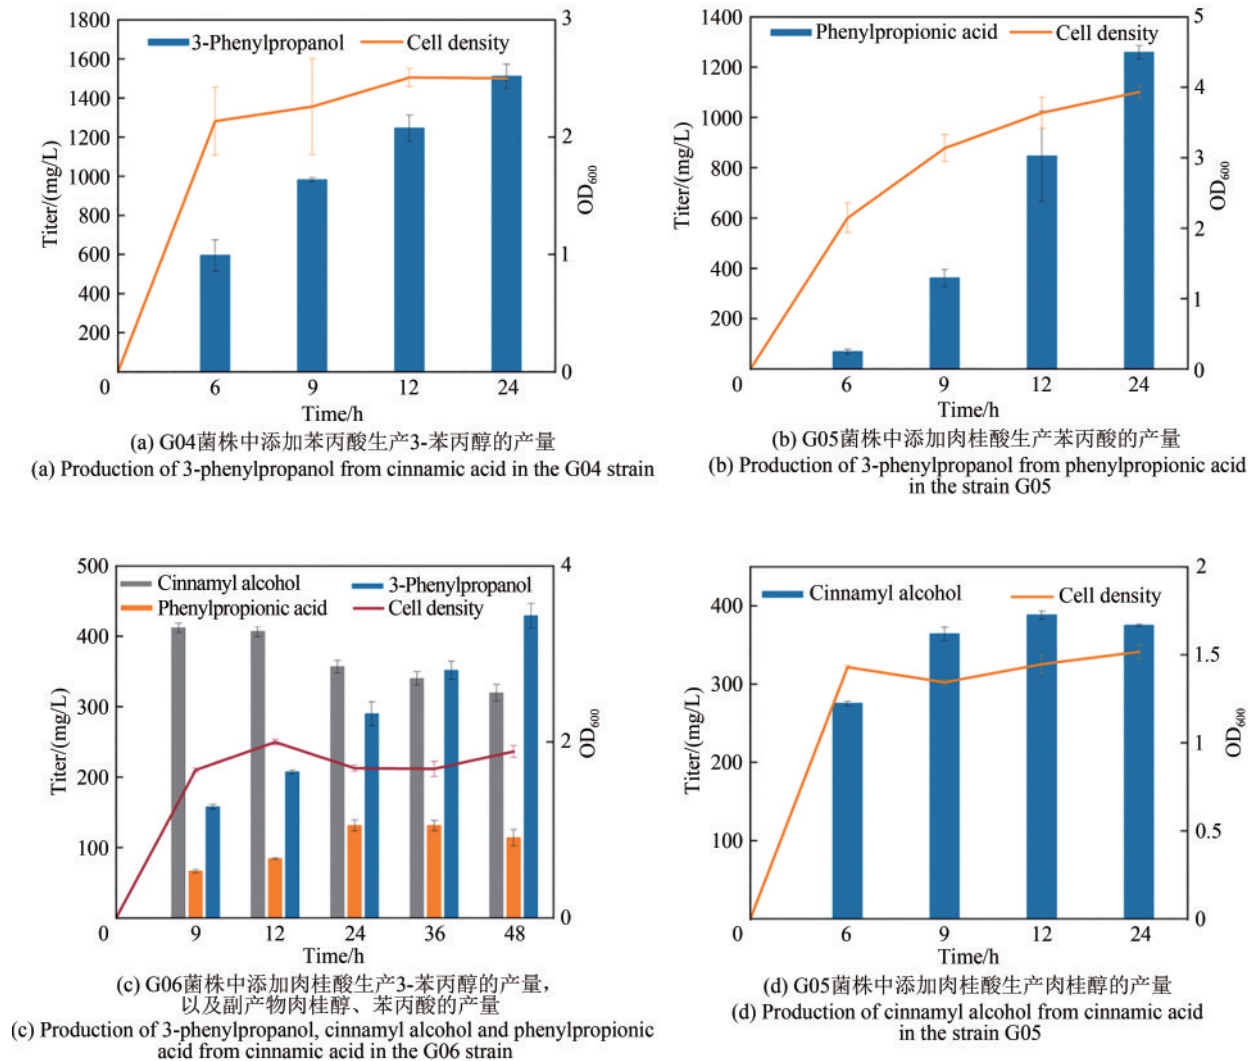 1800
1600
1400
1200
1000
800
600
400
200
0
Titer/(mg/L)
3-Phenylpropanol
Cell density
3
2
1
0
OD600
6
9
12
24
Time/h
(a) G04菌株中添加苯丙酸生产3-苯丙醇的产量
(a) Production of 3-phenylpropanol from cinnamic acid in the G04 strain
1400
1200
1000
800
600
400
200
0
Titer/(mg/L)
Phenylpropionic acid
Cell density
5
4
3
2
1
0
OD600
6
9
12
24
Time/h
(b) G05菌株中添加肉桂酸生产苯丙酸的产量
(b) Production of 3-phenylpropanol from phenylpropionic acid
in the strain G05
500
400
300
200
100
0
Titer/(mg/L)
Cinnamyl alcohol
3-Phenylpropanol
Phenylpropionic acid
Cell density
4
2
0
OD600
9
12
24
36
48
Time/h
(c) G06菌株中添加肉桂酸生产3-苯丙醇的产量，
以及副产物肉桂醇、苯丙酸的产量
(c) Production of 3-phenylpropanol, cinnamyl alcohol and phenylpropionic
acid from cinnamic acid in the G06 strain
400
300
200
100
0
Titer/(mg/L)
Cinnamyl alcohol
Cell density
2
1.5
1
0.5
0
OD600
6
9
12
24
Time/h
(d) G05菌株中添加肉桂酸生产肉桂醇的产量
(d) Production of cinnamyl alcohol from cinnamic acid
in the strain G05